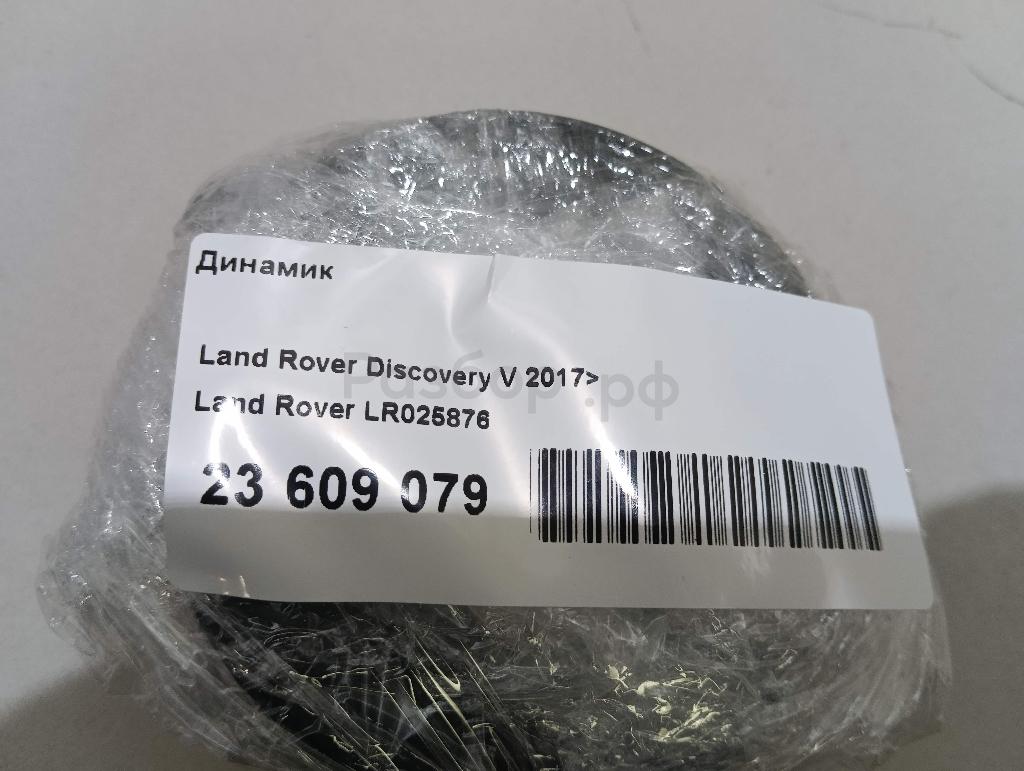 Динамик
Land Rover Discovery V 2017>
Разбор.рф
Land Rover LR025876
23 609 079